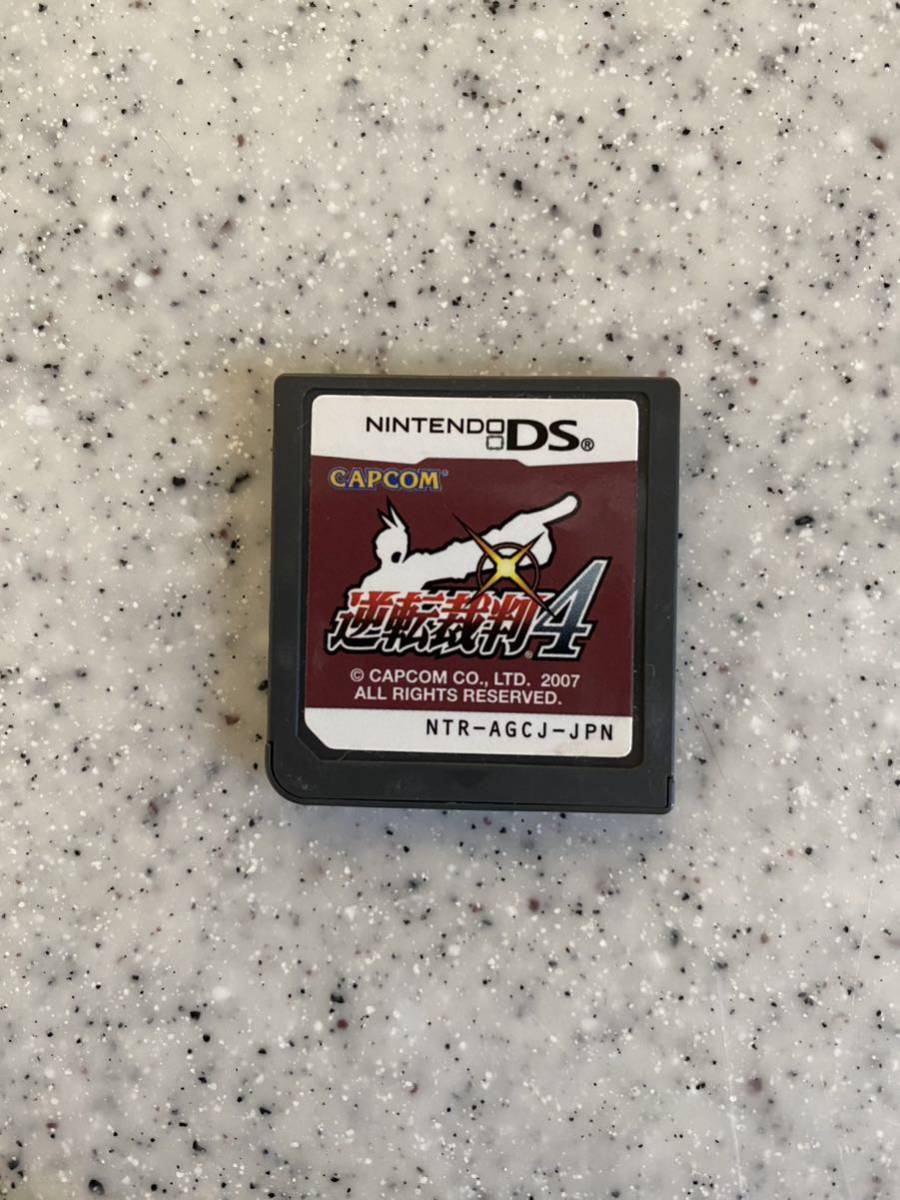 NINTENDO DS®
CAPCOM®
逆転裁判4
© CAPCOM CO., LTD. 2007
ALL RIGHTS RESERVED.
NTR-AGCJ-JPN